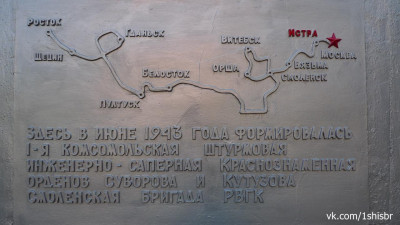 Росток
Гданьск
Щецин
Витебск
Истра
Москва
Орша
Вязьма
Смоленск
Белосток
Пултуск
ЗДЕСЬ В ИЮНЕ 1943 ГОДА ФОРМИРОВАЛАСЬ
1-Я КОМСОМОЛЬСКАЯ ШТУРМОВАЯ
ИНЖЕНЕРНО-САПЕРНАЯ КРАСНОЗНАМЕННАЯ
ОРДЕНОВ СУВОРОВА И КУТУЗОВА
СМОЛЕНСКАЯ БРИГАДА РВГК
vk.com/1shisbr